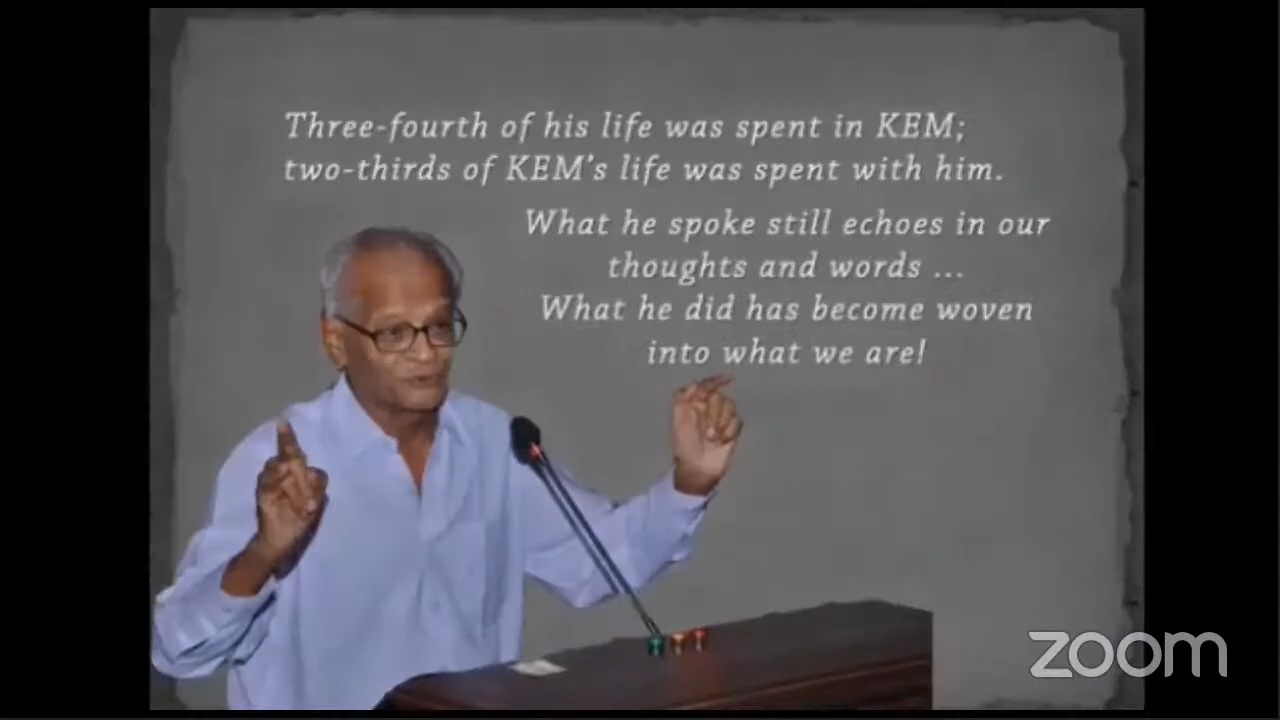 Three-fourth of his life was spent in KEM;
two-thirds of KEM's life was spent with him.
What he spoke still echoes in our
thoughts and words ...
What he did has become woven
into what we are!
zoom